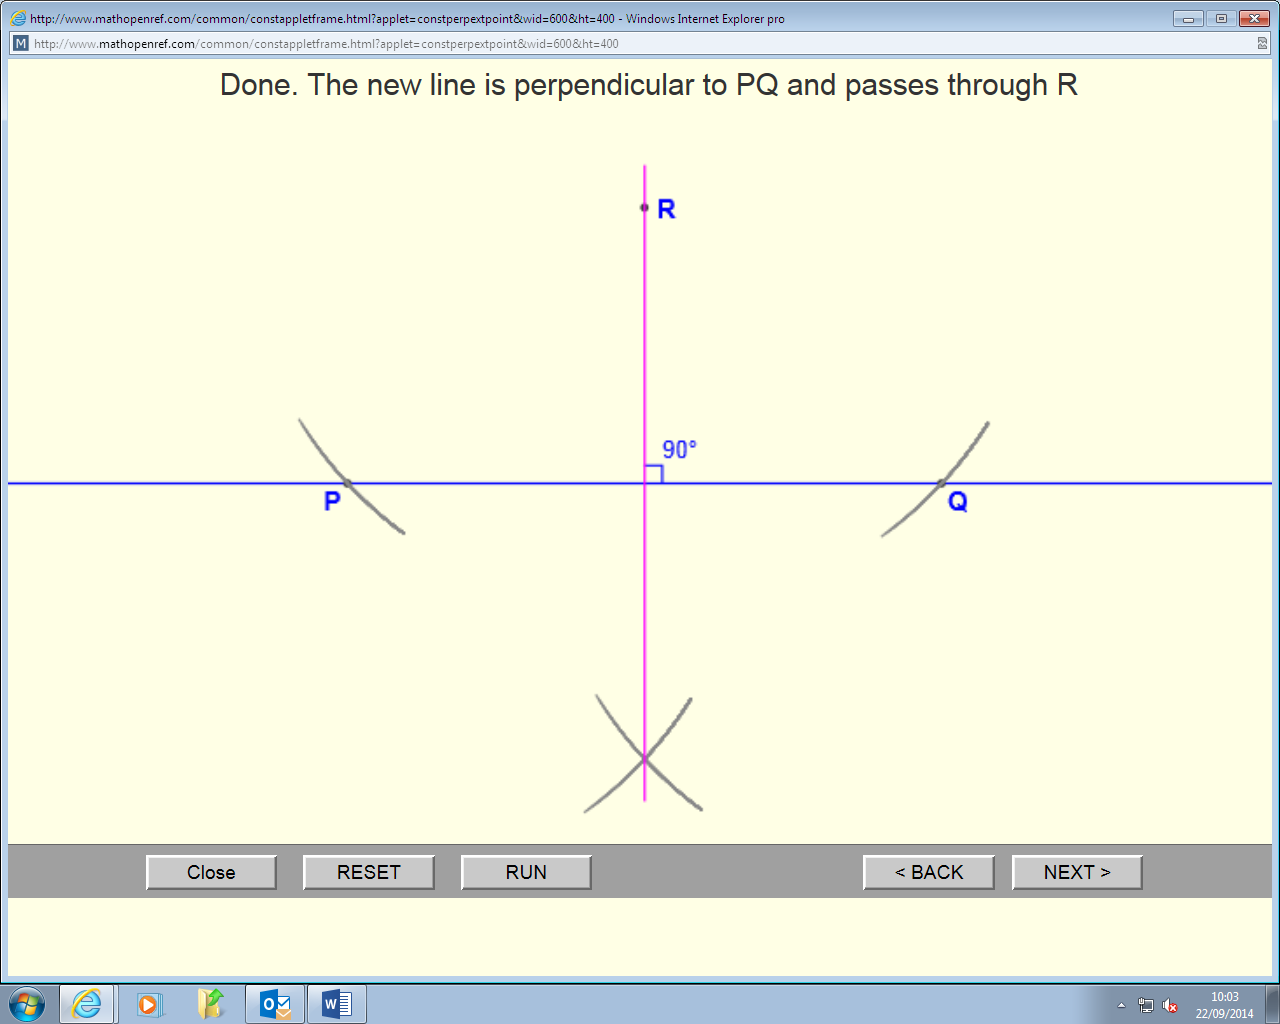 http://www.mathopenref.com/common/constappletframe.html?applet=constperpextpoint&wid=600&ht=400 - Windows Internet Explorer pro
M http://www.mathopenref.com/common/constappletframe.html?applet=constperpextpoint&wid=600&ht=400
Done. The new line is perpendicular to PQ and passes through R
R
90°
P
Q
Close RESET RUN < BACK NEXT >
10:03
22/09/2014